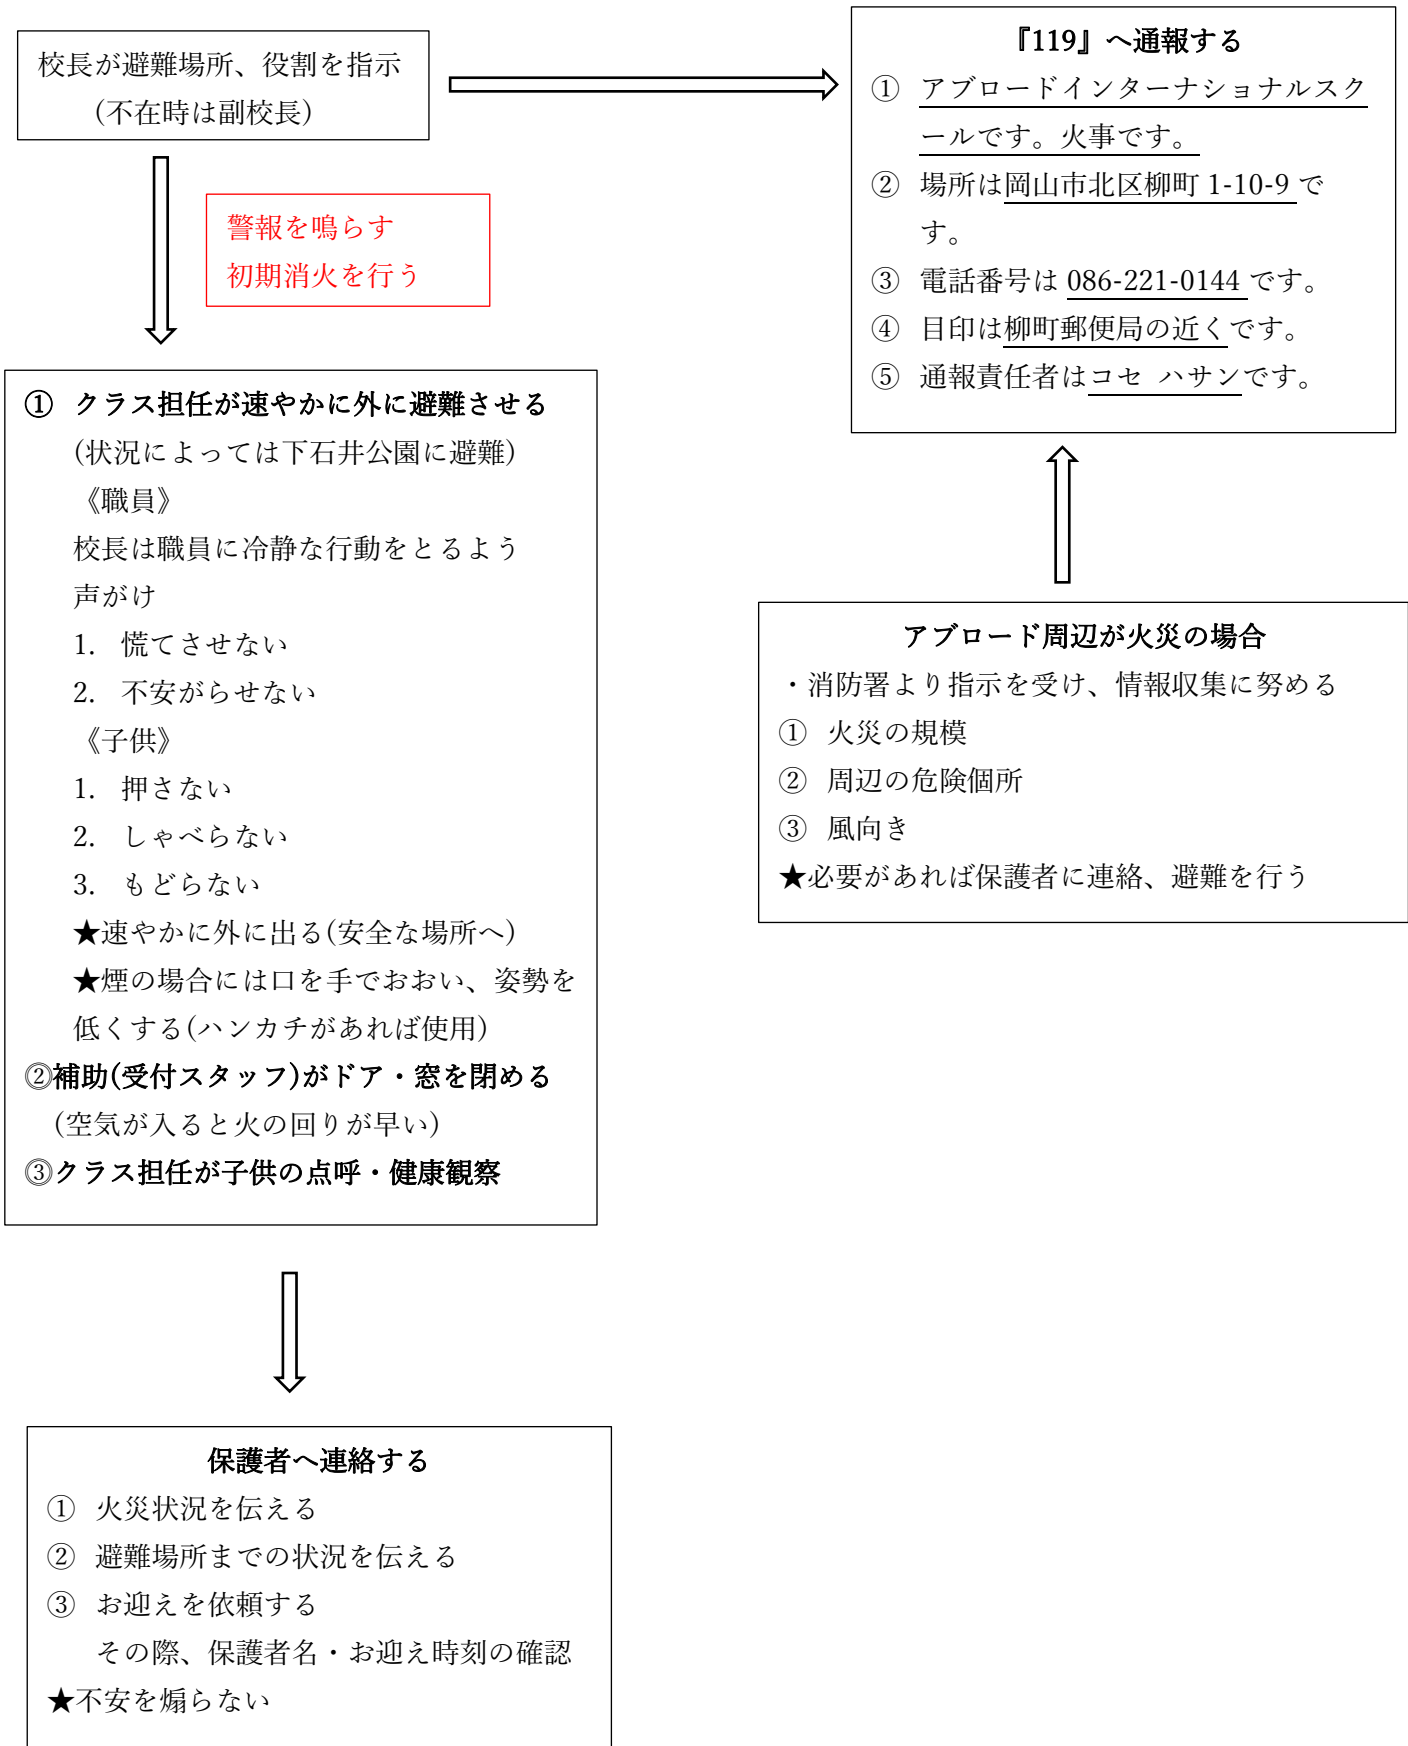 校長が避難場所、役割を指示
(不在時は副校長)
警報を鳴らす
初期消火を行う
『119』へ通報する
① アブロードインターナショナルスク
ールです。火事です。
② 場所は岡山市北区柳町 1-10-9 で
す。
③ 電話番号は 086-221-0144 です。
④ 目印は柳町郵便局の近くです。
⑤ 通報責任者はコセ ハサンです。
① クラス担任が速やかに外に避難させる
(状況によっては下石井公園に避難)
《職員》
校長は職員に冷静な行動をとるよう
声がけ
1. 慌てさせない
2. 不安がらせない
《子供》
1. 押さない
2. しゃべらない
3. もどらない
★速やかに外に出る(安全な場所へ)
★煙の場合には口を手でおおい、姿勢を
低くする(ハンカチがあれば使用)
②補助(受付スタッフ)がドア・窓を閉める
(空気が入ると火の回りが早い)
③クラス担任が子供の点呼・健康観察
アブロード周辺が火災の場合
・消防署より指示を受け、情報収集に努める
① 火災の規模
② 周辺の危険個所
③ 風向き
★必要があれば保護者に連絡、避難を行う
保護者へ連絡する
① 火災状況を伝える
② 避難場所までの状況を伝える
③ お迎えを依頼する
その際、保護者名・お迎え時刻の確認
★不安を煽らない